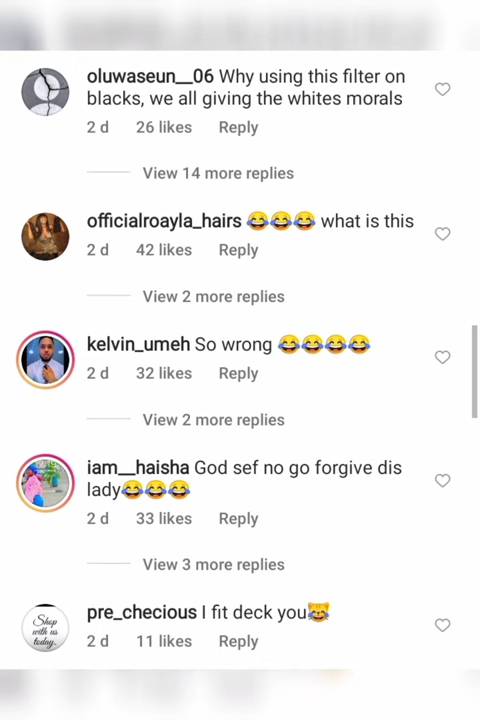 oluwaseun__06 Why using this filter on
blacks, we all giving the whites morals
2 d 26 likes Reply
View 14 more replies
officialroayla_hairs 😂😂😂 what is this
2 d 42 likes Reply
View 2 more replies
kelvin_umeh So wrong 😂😂😂😂
2 d 32 likes Reply
View 2 more replies
iam__haisha God sef no go forgive dis
lady😂😂😂
2 d 33 likes Reply
View 3 more replies
Shop
with us
today.
pre_checious I fit deck you😹
2 d 11 likes Reply